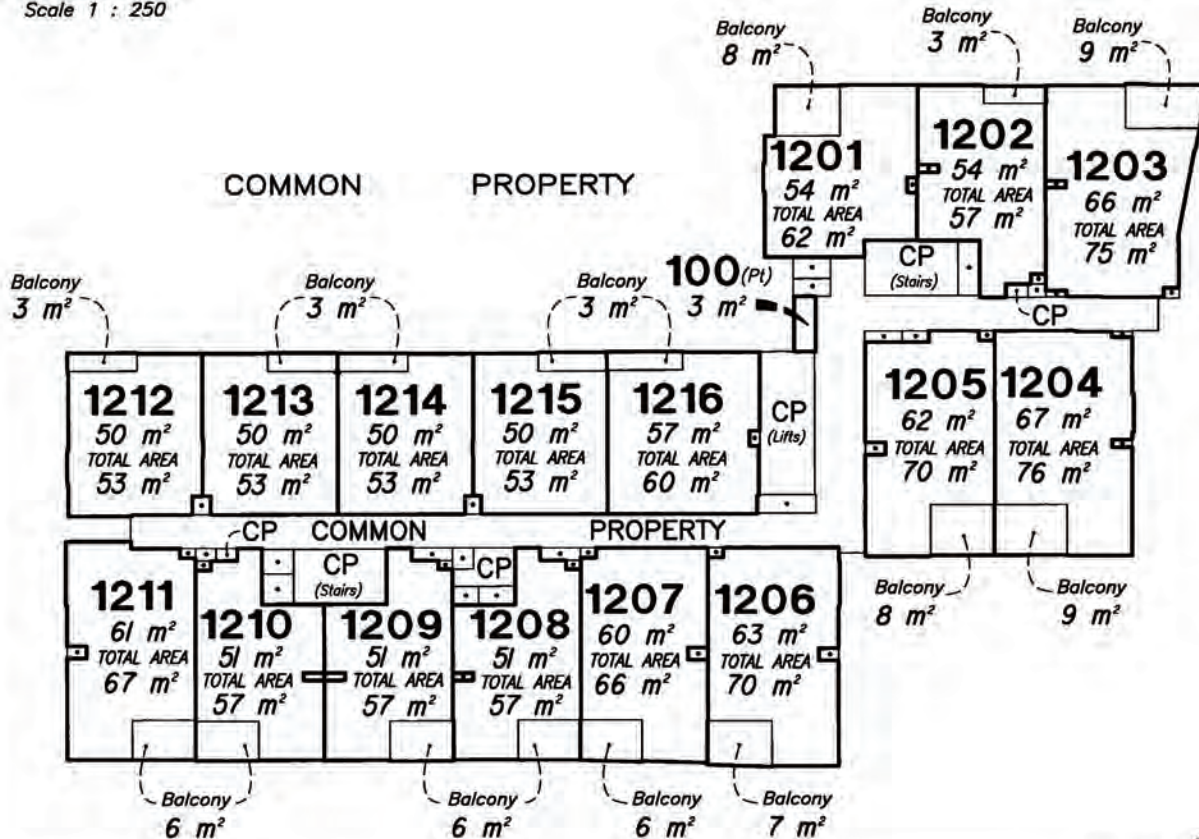 Scale 1 : 250
Balcony
8 m²
Balcony
3 m²
Balcony
9 m²
1201
54 m²
TOTAL AREA
62 m²
1202
54 m²
TOTAL AREA
57 m²
1203
66 m²
TOTAL AREA
75 m²
COMMON PROPERTY
CP
(Stairs)
CP
100 (Pt)
3 m²
Balcony
3 m²
Balcony
3 m²
Balcony
3 m²
1212
50 m²
TOTAL AREA
53 m²
1213
50 m²
TOTAL AREA
53 m²
1214
50 m²
TOTAL AREA
53 m²
1215
50 m²
TOTAL AREA
53 m²
1216
57 m²
TOTAL AREA
60 m²
CP
(Lifts)
1205
62 m²
TOTAL AREA
70 m²
1204
67 m²
TOTAL AREA
76 m²
Balcony
8 m²
Balcony
9 m²
CP COMMON PROPERTY
CP
(Stairs)
CP
1211
61 m²
TOTAL AREA
67 m²
1210
51 m²
TOTAL AREA
57 m²
1209
51 m²
TOTAL AREA
57 m²
1208
51 m²
TOTAL AREA
57 m²
1207
60 m²
TOTAL AREA
66 m²
1206
63 m²
TOTAL AREA
70 m²
Balcony
6 m²
Balcony
6 m²
Balcony
6 m²
Balcony
7 m²